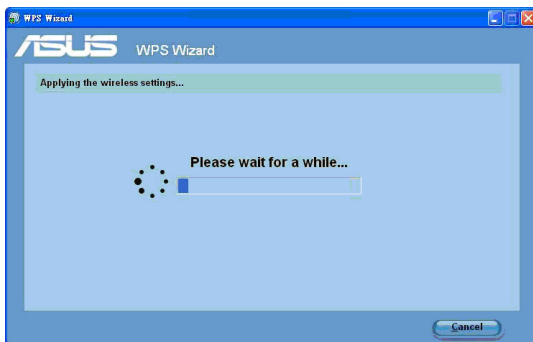 WPS Wizard
ASUS WPS Wizard
Applying the wireless settings...
Please wait for a while...
Cancel